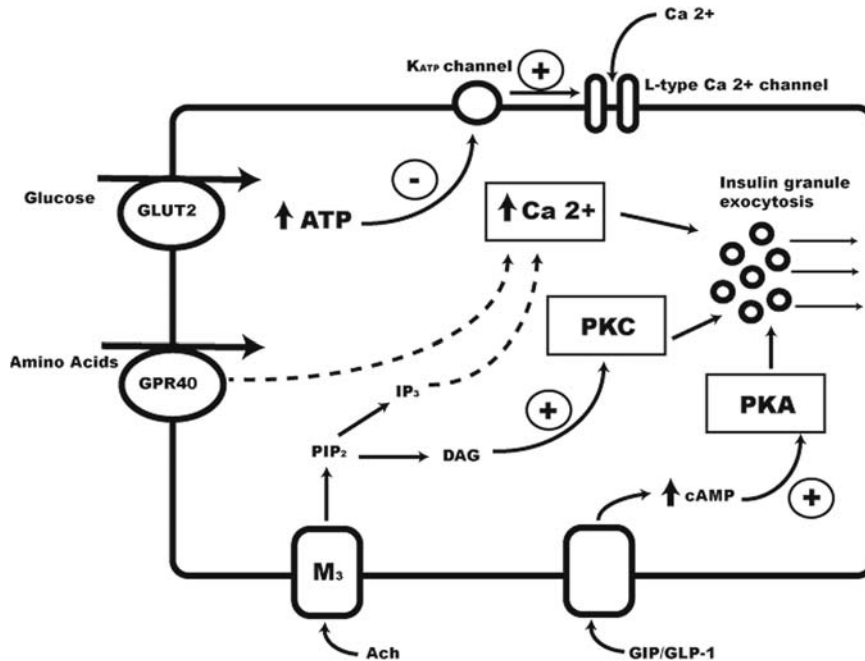 Ca 2+
KATP channel
+
L-type Ca 2+ channel
Glucose
GLUT2
ATP
-
Ca 2+
Insulin granule
exocytosis
Amino Acids
GPR40
PKC
IP3
+
PKA
PIP2
DAG
cAMP
+
M3
Ach
GIP/GLP-1